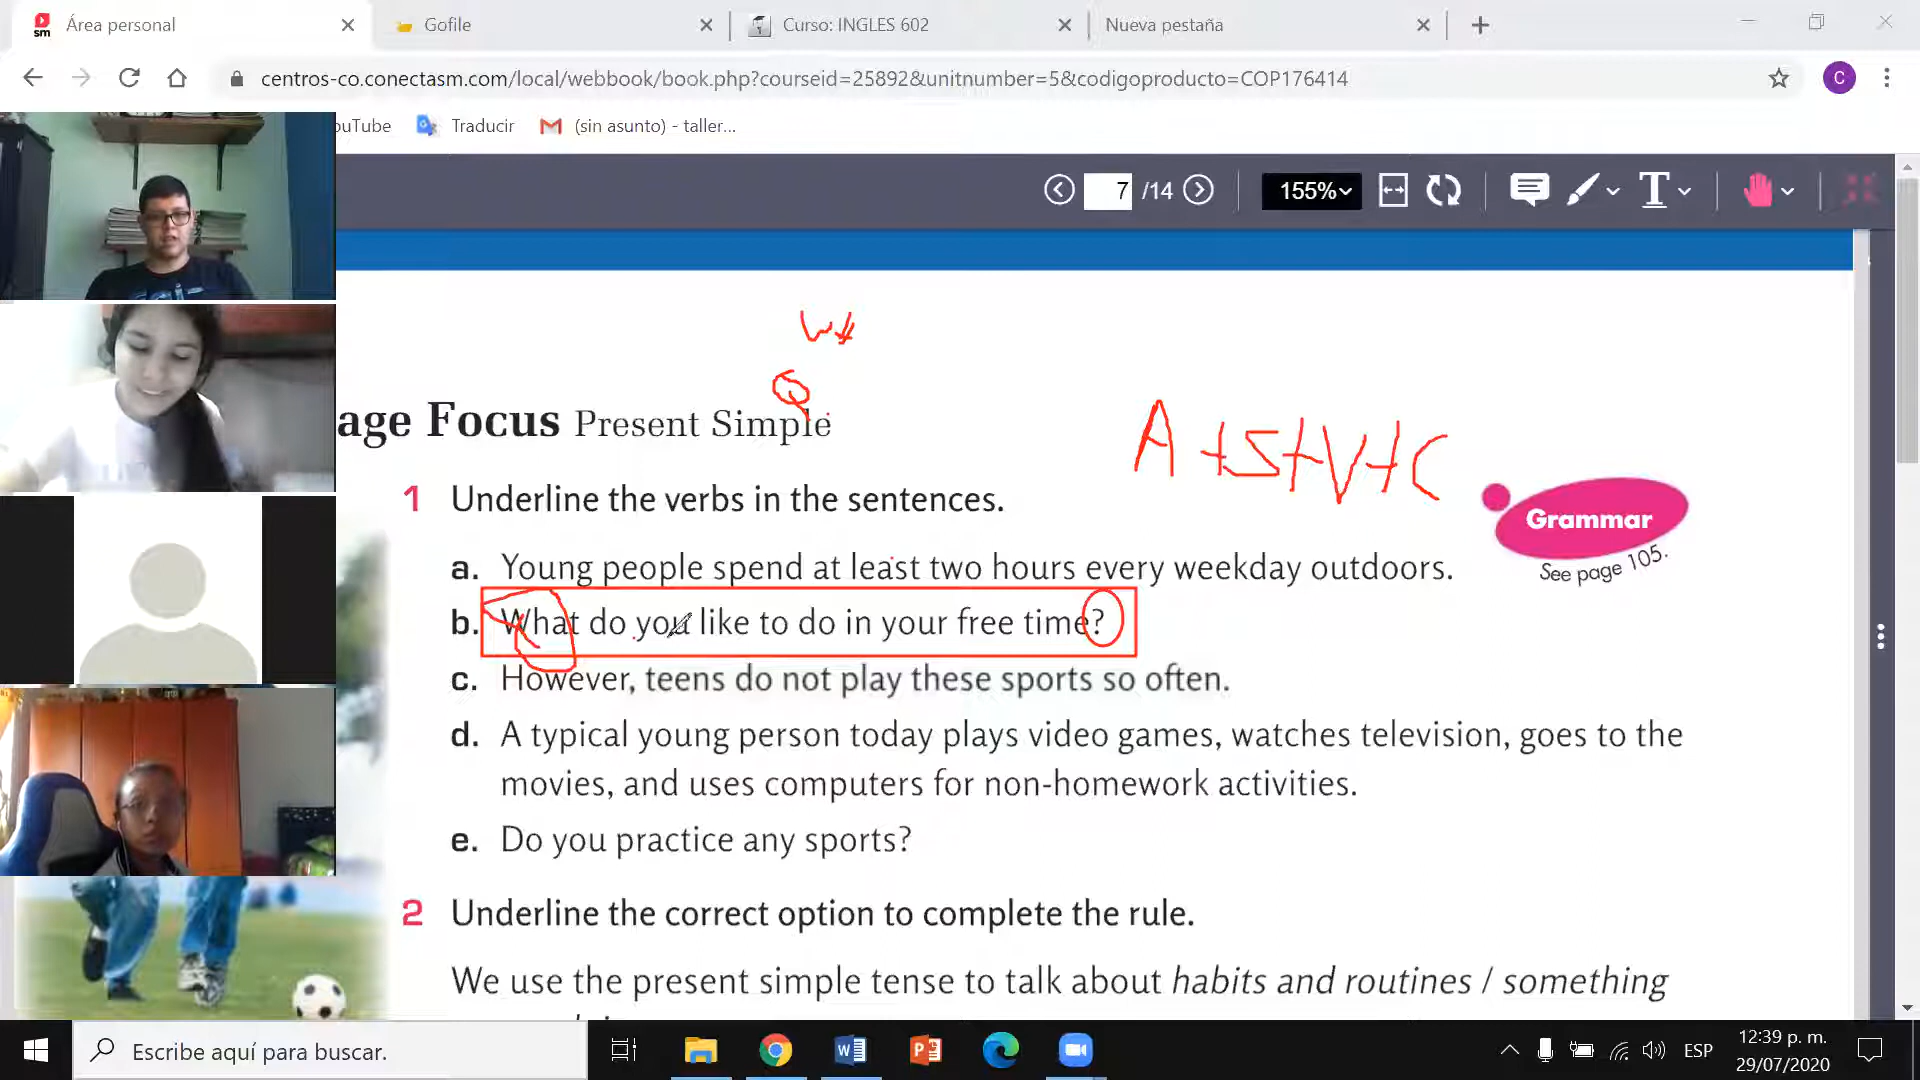 sm Área personal Gofile Curso: INGLES 602 Nueva pestaña
centros-co.conectasm.com/local/webbook/book.php?courseid=25892&unitnumber=5&codigoproducto=COP176414 C
ouTube Traducir (sin asunto) - taller...
7 /14 155% T
Q
age Focus Present Simple
A+S+V+C
1 Underline the verbs in the sentences.
Grammar
See page 105.
a. Young people spend at least two hours every weekday outdoors.
b. What do you like to do in your free time?
c. However, teens do not play these sports so often.
d. A typical young person today plays video games, watches television, goes to the
movies, and uses computers for non-homework activities.
e. Do you practice any sports?
2 Underline the correct option to complete the rule.
We use the present simple tense to talk about habits and routines / something
Escribe aquí para buscar. ESP 12:39 p. m.
29/07/2020